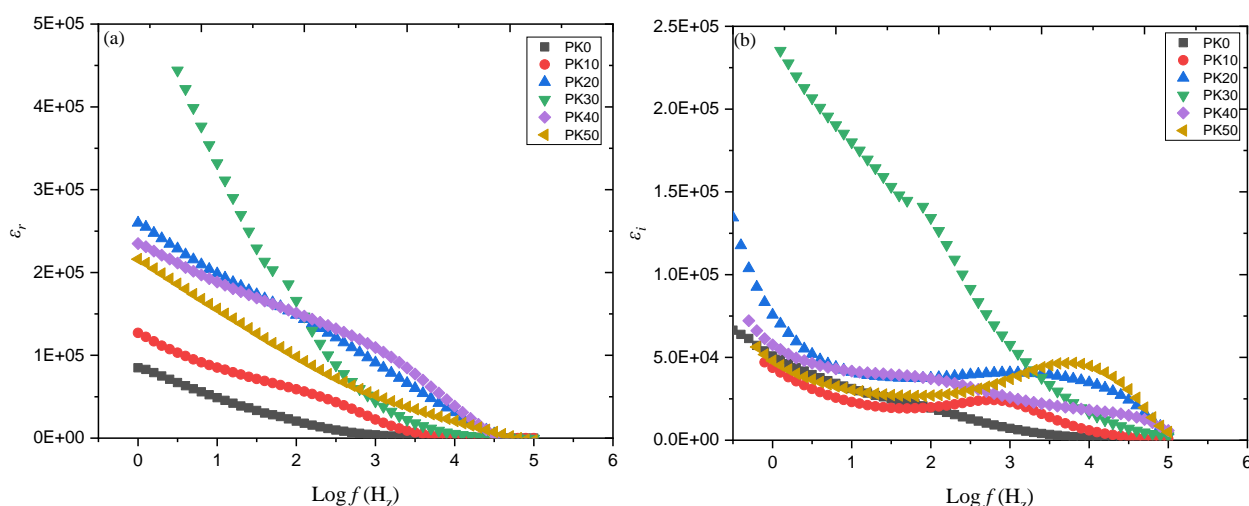 (a)
5E+05
4E+05
3E+05
2E+05
1E+05
0E+00
εr
0 1 2 3 4 5 6
Log f (Hz)
PK0
PK10
PK20
PK30
PK40
PK50
(b)
2.5E+05
2.0E+05
1.5E+05
1.0E+05
5.0E+04
0.0E+00
εi
0 1 2 3 4 5 6
Log f (Hz)
PK0
PK10
PK20
PK30
PK40
PK50